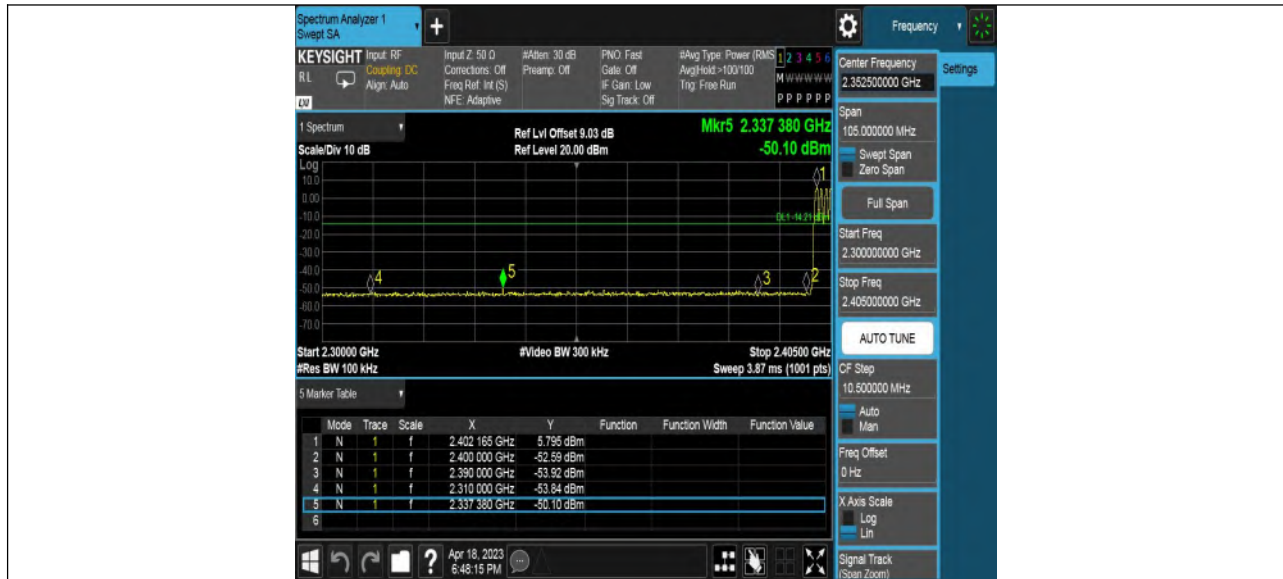 Spectrum Analyzer 1
Swept SA
+
Frequency
KEYSIGHT
RL
LXI
Input: RF
Coupling: DC
Align: Auto
Input Z: 50 Ω
Corrections: Off
Freq Ref: Int (S)
NFE: Adaptive
#Atten: 30 dB
Preamp: Off
PNO: Fast
Gate: Off
IF Gain: Low
Sig Track: Off
#Avg Type: Power (RMS
Avg|Hold:>100/100
Trig: Free Run
1 2 3 4 5 6
M W W W W W
P P P P P P
1 Spectrum
Scale/Div 10 dB
Ref Lvl Offset 9.03 dB
Ref Level 20.00 dBm
Mkr5 2.337 380 GHz
-50.10 dBm
Log
10.0
0.00
-10.0
-20.0
-30.0
-40.0
-50.0
-60.0
-70.0
1
DL1 -14.21 dBm
4
5
3
2
Start 2.30000 GHz
#Video BW 300 kHz
Stop 2.40500 GHz
#Res BW 100 kHz
Sweep 3.87 ms (1001 pts)
5 Marker Table
Mode Trace Scale X Y Function Function Width Function Value
1 N 1 f 2.402 165 GHz 5.795 dBm
2 N 1 f 2.400 000 GHz -52.59 dBm
3 N 1 f 2.390 000 GHz -53.92 dBm
4 N 1 f 2.310 000 GHz -53.84 dBm
5 N 1 f 2.337 380 GHz -50.10 dBm
6
?
Apr 18, 2023
6:48:15 PM
Center Frequency
2.352500000 GHz
Settings
Span
105.000000 MHz
Swept Span
Zero Span
Full Span
Start Freq
2.300000000 GHz
Stop Freq
2.405000000 GHz
AUTO TUNE
CF Step
10.500000 MHz
Auto
Man
Freq Offset
0 Hz
X Axis Scale
Log
Lin
Signal Track
(Span Zoom)